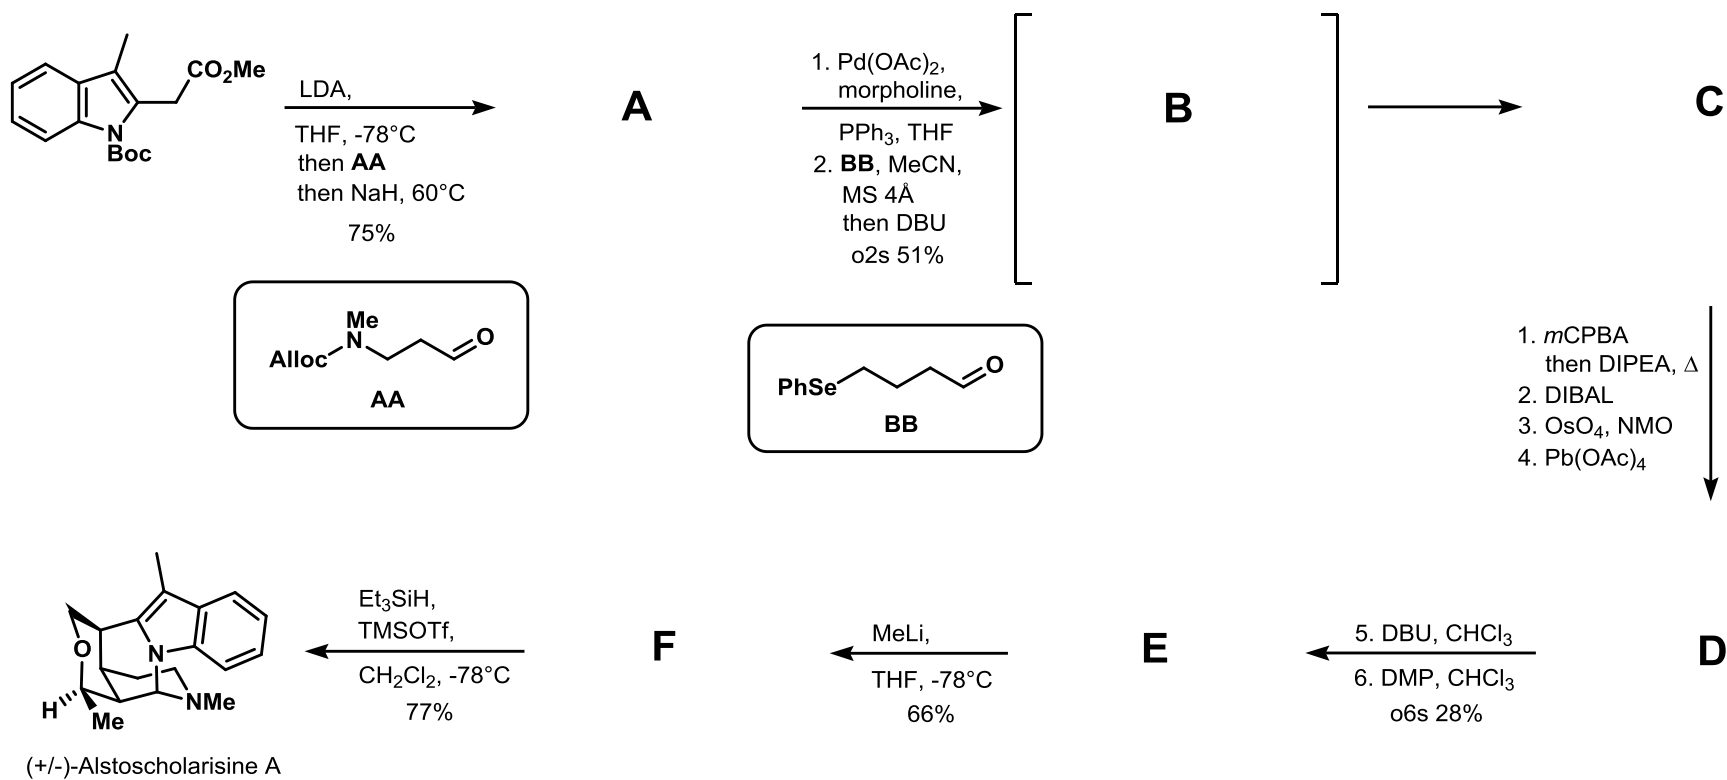 CO2Me
N
Boc
LDA,
THF, -78°C
then AA
then NaH, 60°C
75%
A
1. Pd(OAc)2,
morpholine,
PPh3, THF
2. BB, MeCN,
MS 4Å
then DBU
o2s 51%
B
C
Me
N
Alloc
O
AA
PhSe
O
BB
1. mCPBA
then DIPEA, Δ
2. DIBAL
3. OsO4, NMO
4. Pb(OAc)4
D
5. DBU, CHCl3
6. DMP, CHCl3
o6s 28%
E
MeLi,
THF, -78°C
66%
F
Et3SiH,
TMSOTf,
CH2Cl2, -78°C
77%
O
N
NMe
H
Me
(+/-)-Alstoscholarisine A